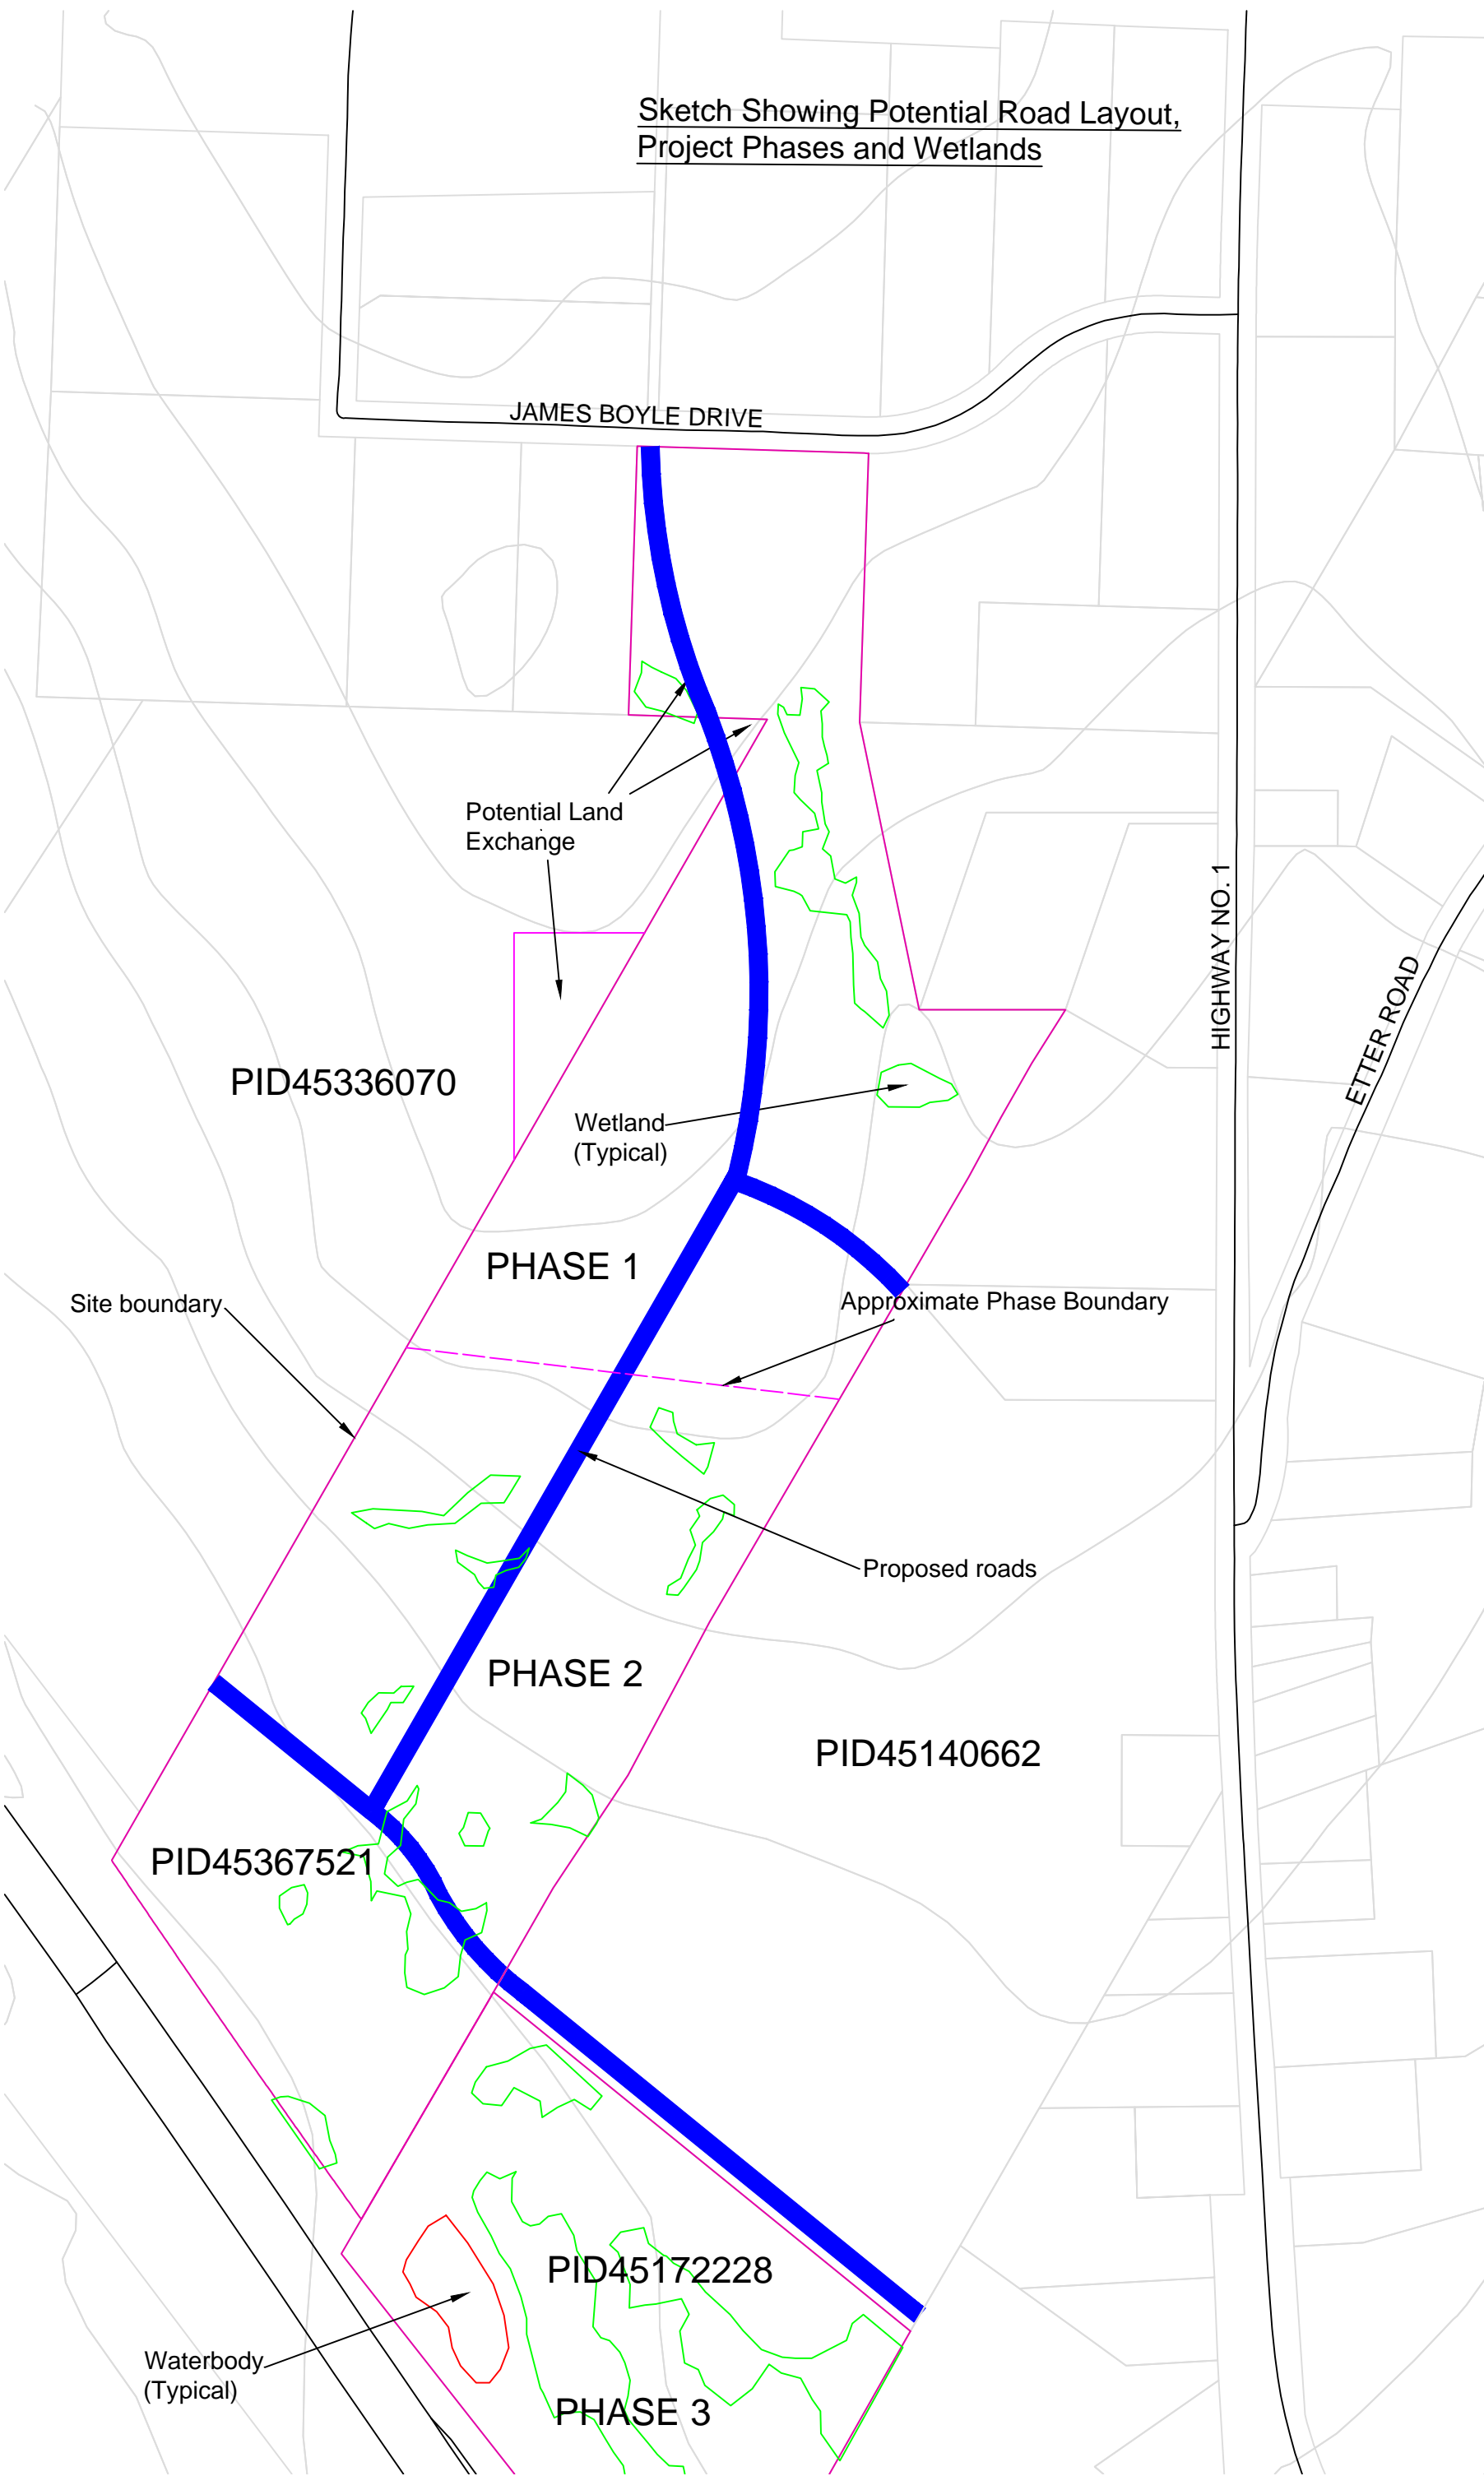 Sketch Showing Potential Road Layout,
Project Phases and Wetlands
JAMES BOYLE DRIVE
Potential Land
Exchange
HIGHWAY NO. 1
ETTER ROAD
PID45336070
Wetland
(Typical)
PHASE 1
Site boundary
Approximate Phase Boundary
Proposed roads
PHASE 2
PID45140662
PID45367521
PID45172228
Waterbody
(Typical)
PHASE 3